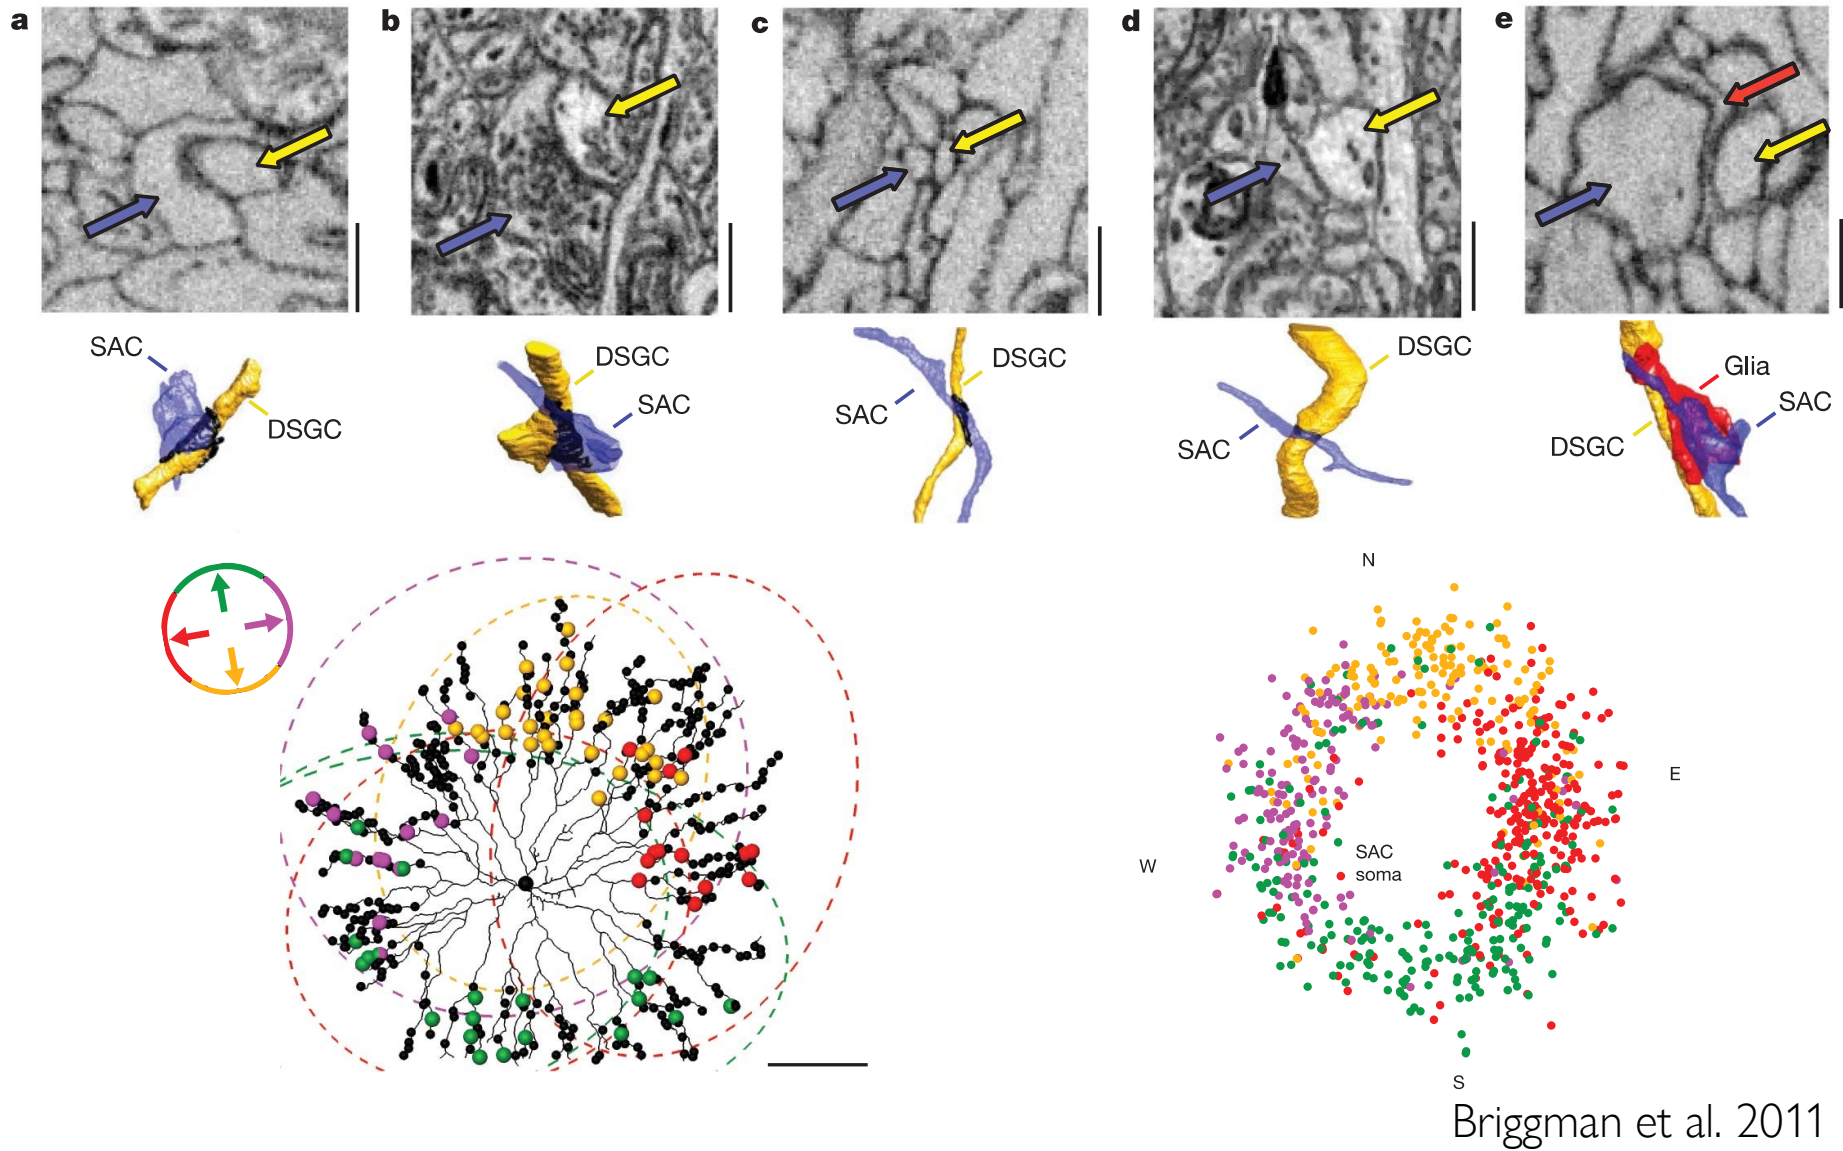 a
b
c
d
e
SAC
DSGC
DSGC
SAC
DSGC
SAC
DSGC
SAC
Glia
SAC
DSGC
N
E
W
SAC
soma
S
Briggman et al. 2011